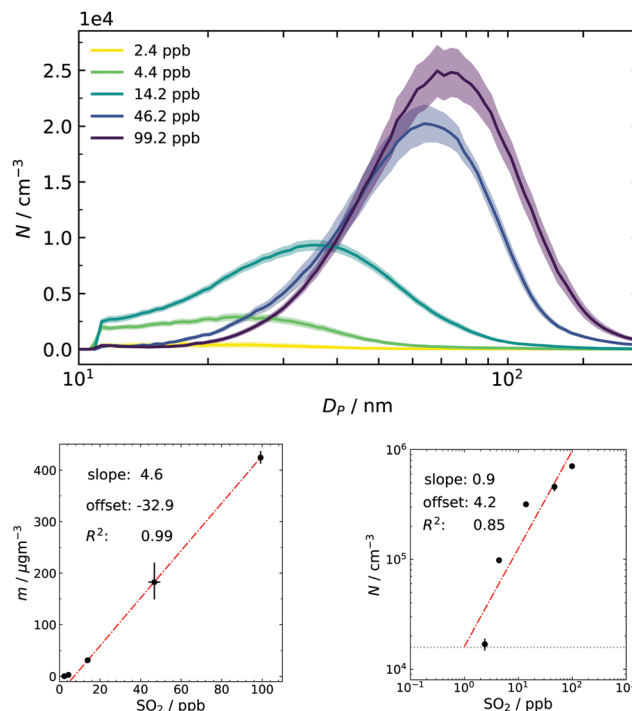 1e4
2.4 ppb
4.4 ppb
14.2 ppb
46.2 ppb
99.2 ppb
2.5
2.0
1.5
1.0
0.5
0.0
N / cm⁻³
10¹
10²
D_P / nm
slope: 4.6
offset: -32.9
R²: 0.99
400
300
200
100
0
m / μgm⁻³
0
20
40
60
80
100
SO₂ / ppb
slope: 0.9
offset: 4.2
R²: 0.85
10⁶
10⁵
10⁴
N / cm⁻³
10⁻¹
10⁰
10¹
10²
10³
SO₂ / ppb